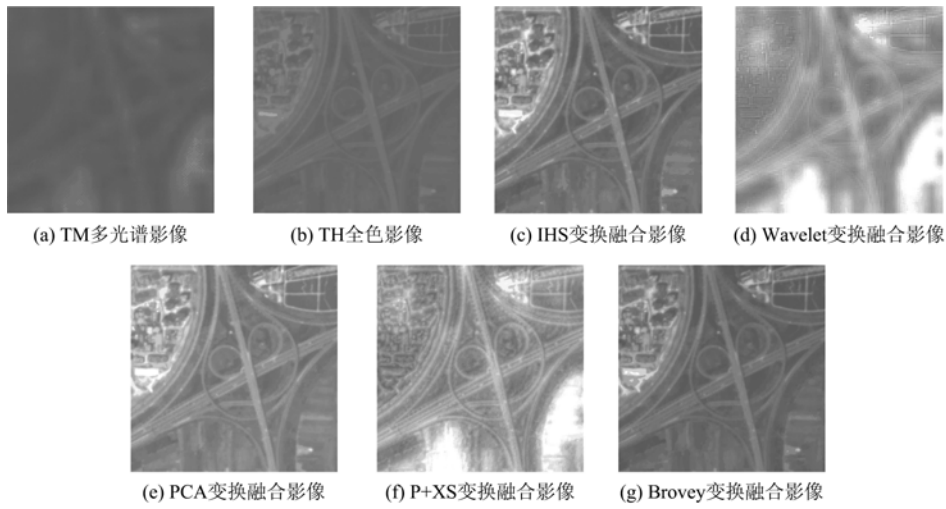 (a) TM多光谱影像
(b) TH全色影像
(c) IHS变换融合影像
(d) Wavelet变换融合影像
(e) PCA变换融合影像
(f) P+XS变换融合影像
(g) Brovey变换融合影像